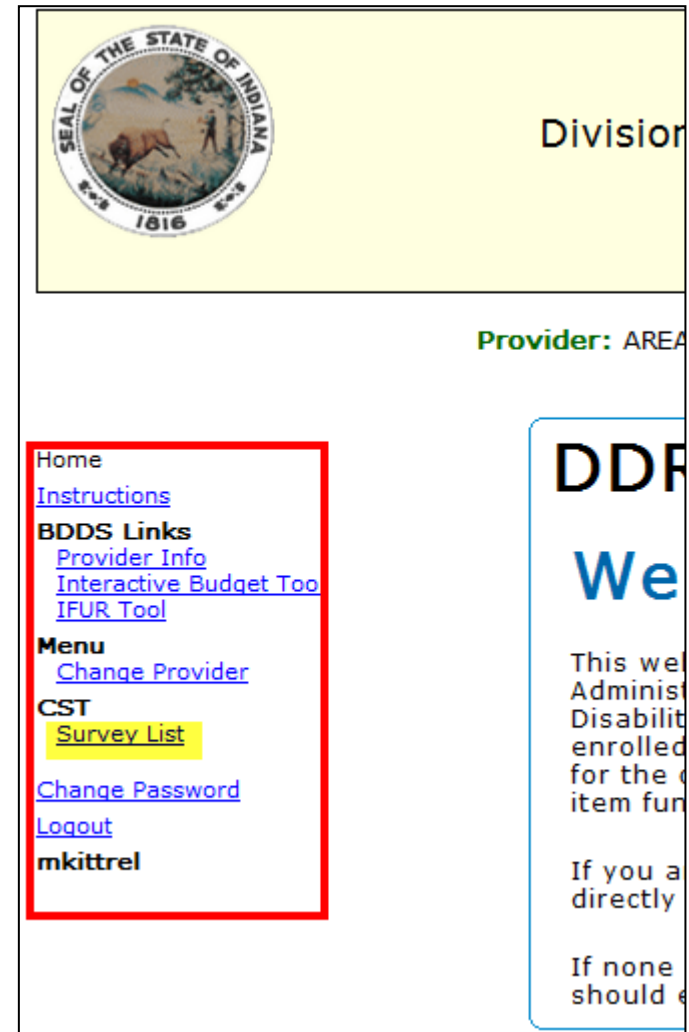 SEAL OF THE STATE OF INDIANA
1816
Division
Provider: AREA
Home
Instructions
BDDS Links
Provider Info
Interactive Budget Too
IFUR Tool
Menu
Change Provider
CST
Survey List
Change Password
Logout
mkittrel
DDR
We
This wel
Administ
Disabilit
enrolled
for the
item fun
If you a
directly
If none
should